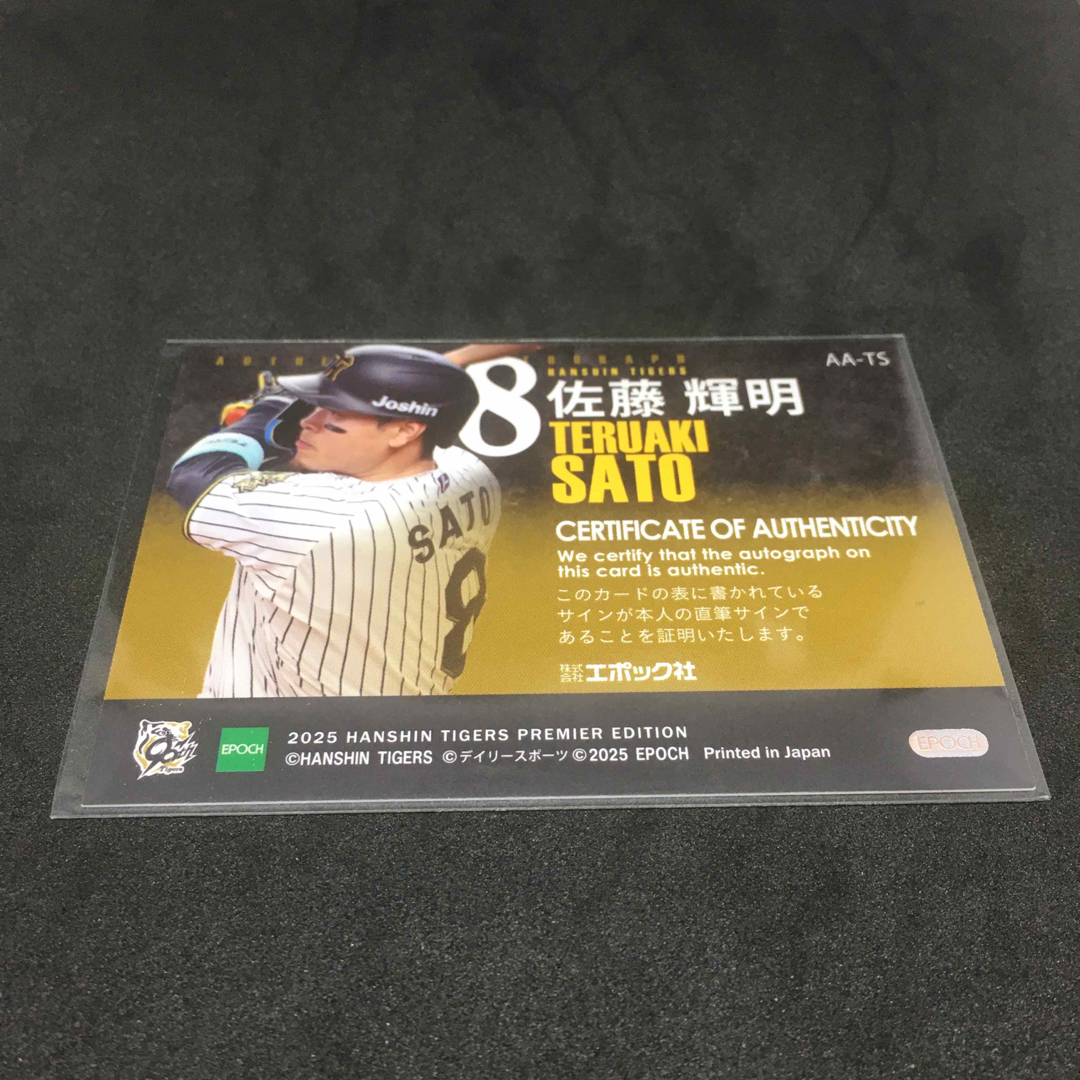 AA-TS
HANSHIN TIGERS
8
佐藤 輝明
TERUAKI
SATO
Joshin
SATO
8
CERTIFICATE OF AUTHENTICITY
We certify that the autograph on
this card is authentic.
このカードの表に書かれている
サインが本人の直筆サインで
あることを証明いたします。
株式会社 エポック社
EPOCH
2025 HANSHIN TIGERS PREMIER EDITION
©HANSHIN TIGERS ©デイリースポーツ ©2025 EPOCH Printed in Japan
EPOCH
Tigers